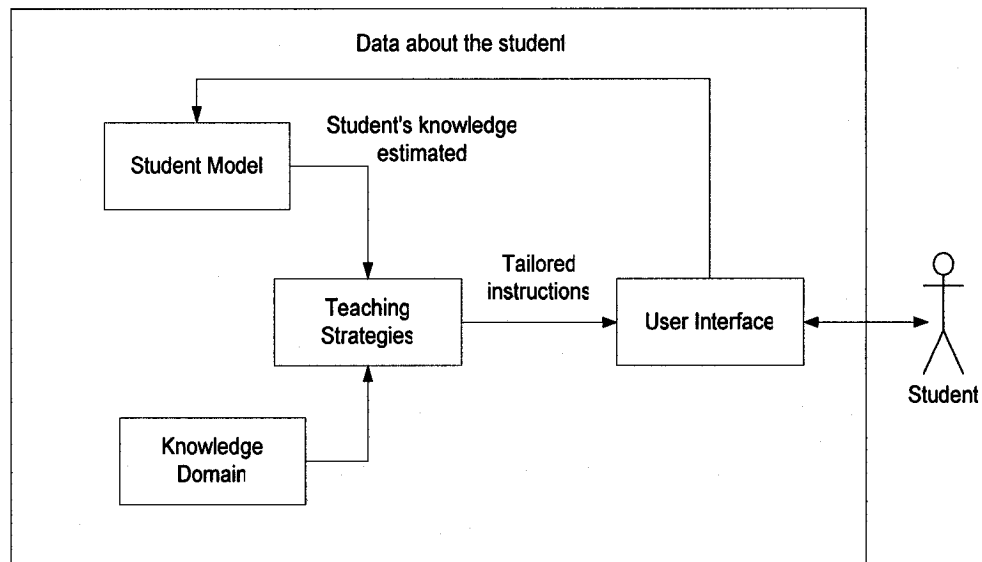 Data about the student
Student's knowledge
estimated
Student Model
Tailored
instructions
Teaching
Strategies
User Interface
Student
Knowledge
Domain